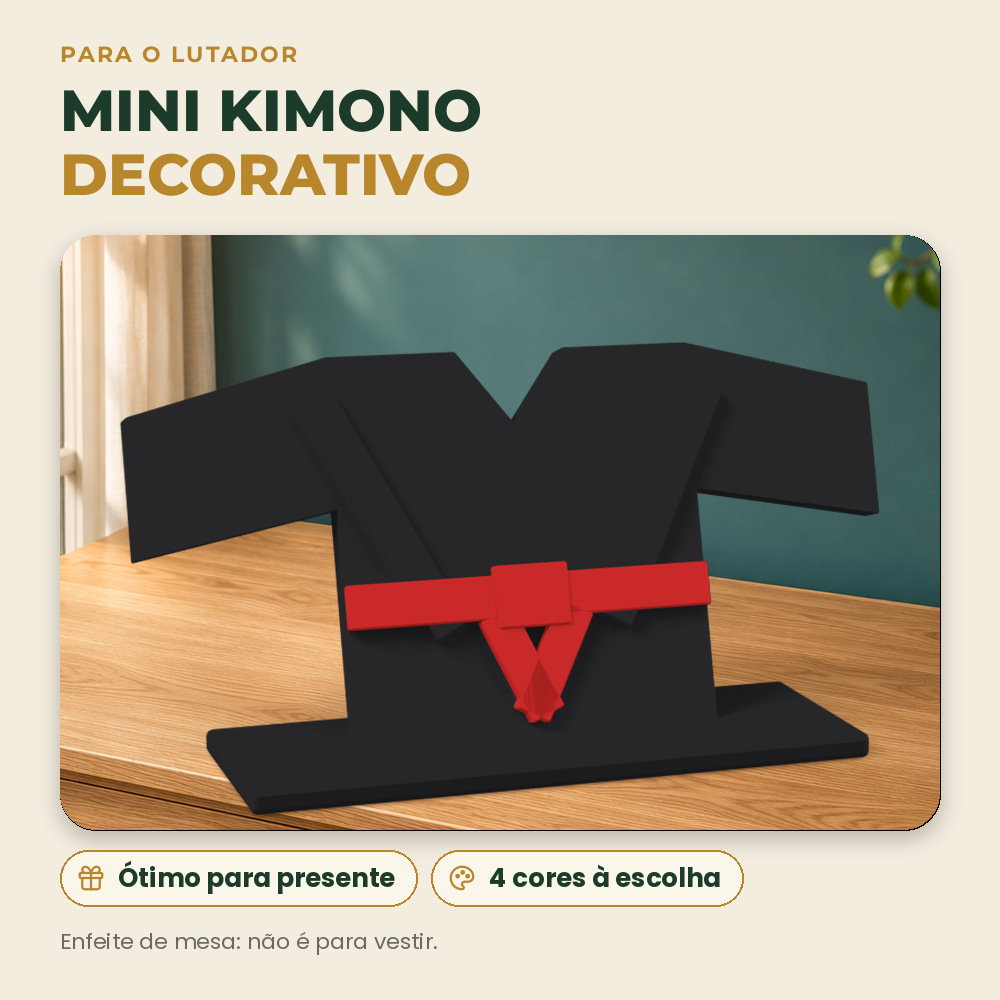 PARA O LUTADOR
MINI KIMONO
DECORATIVO
Ótimo para presente
4 cores à escolha
Enfeite de mesa: não é para vestir.